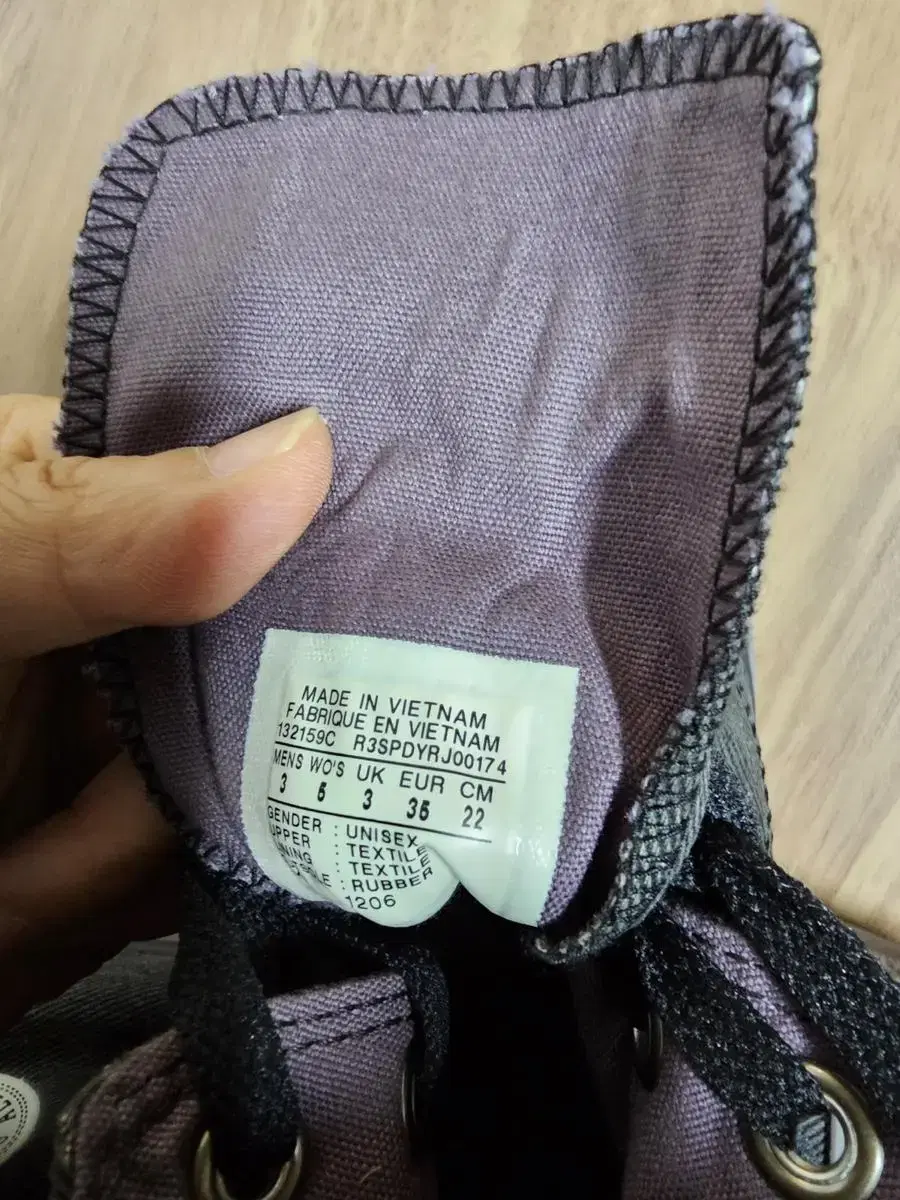 MADE IN VIETNAM
FABRIQUE EN VIETNAM
132159C R3SPDYRJ00174
MENS WO'S UK EUR CM
3 5 3 35 22
GENDER : UNISEX
UPPER : TEXTILE
: TEXTILE
: RUBBER
1206